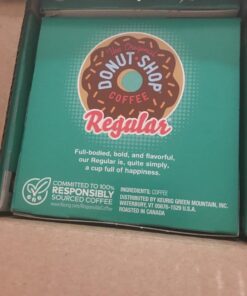 The Original
DONUT SHOP
COFFEE
Regular
Full-bodied, bold, and flavorful,
our Regular is, quite simply,
a cup full of happiness.
COMMITTED TO 100%
RESPONSIBLY
SOURCED COFFEE
INGREDIENTS: COFFEE
DISTRIBUTED BY KEURIG GREEN MOUNTAIN, INC.
WATERBURY, VT 05676-1529 U.S.A.
ROASTED IN CANADA